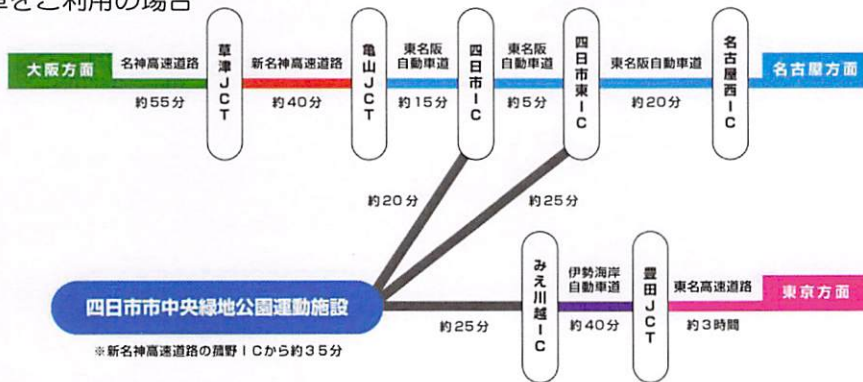 車をご利用の場合
大阪方面
名神高速道路
約55分
草津JCT
新名神高速道路
約40分
亀山JCT
東名阪
自動車道
約15分
四日市IC
東名阪
自動車道
約5分
四日市東IC
東名阪自動車道
約20分
名古屋西IC
名古屋方面
約20分
約25分
四日市市中央緑地公園運動施設
※新名神高速道路の菰野ICから約35分
約25分
みえ川越IC
伊勢海岸
自動車道
約40分
豊田JCT
東名高速道路
約3時間
東京方面